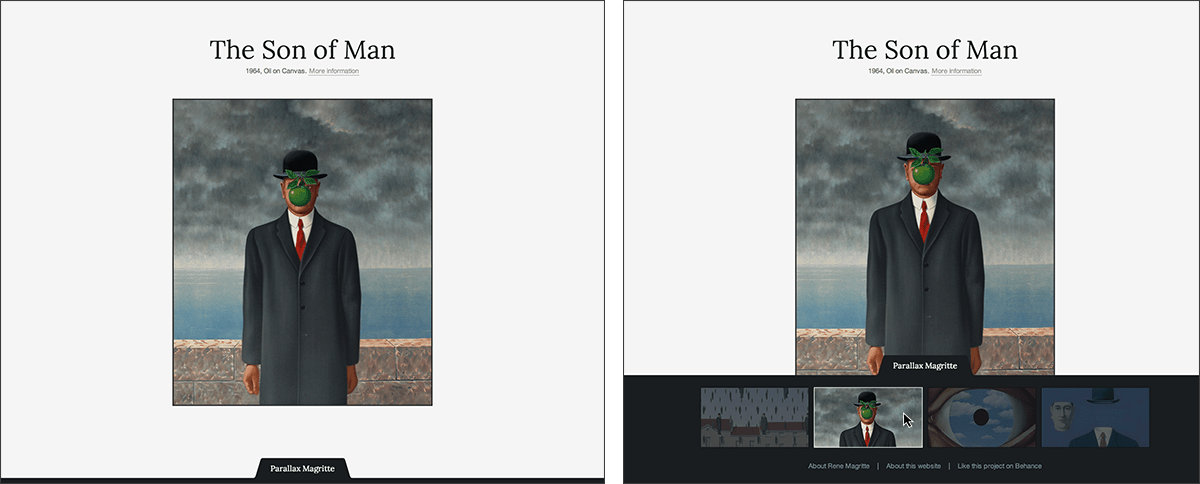 The Son of Man
1964, Oil on Canvas. More information
Parallax Magritte
The Son of Man
1964, Oil on Canvas. More information
Parallax Magritte
About Rene Magritte | About this website | Like this project on Behance